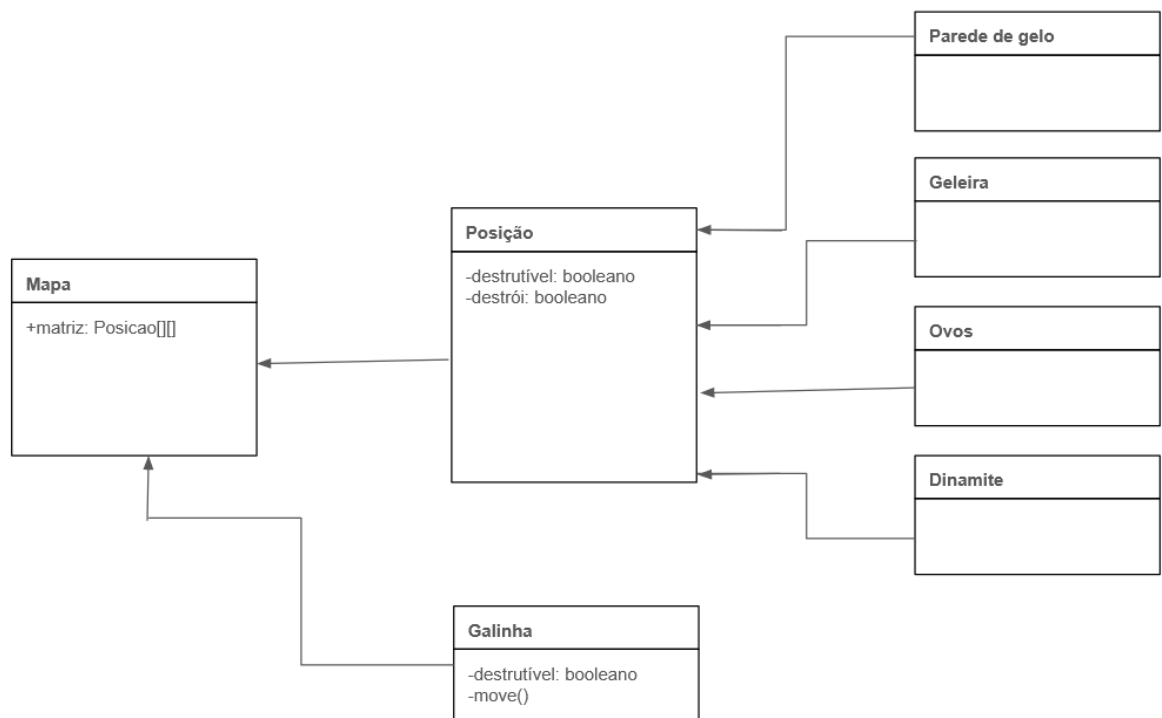 Parede de gelo
Geleira
Posição
-destrutível: booleano
-destrói: booleano
Mapa
+matriz: Posicao[][]
Ovos
Dinamite
Galinha
-destrutível: booleano
-move()